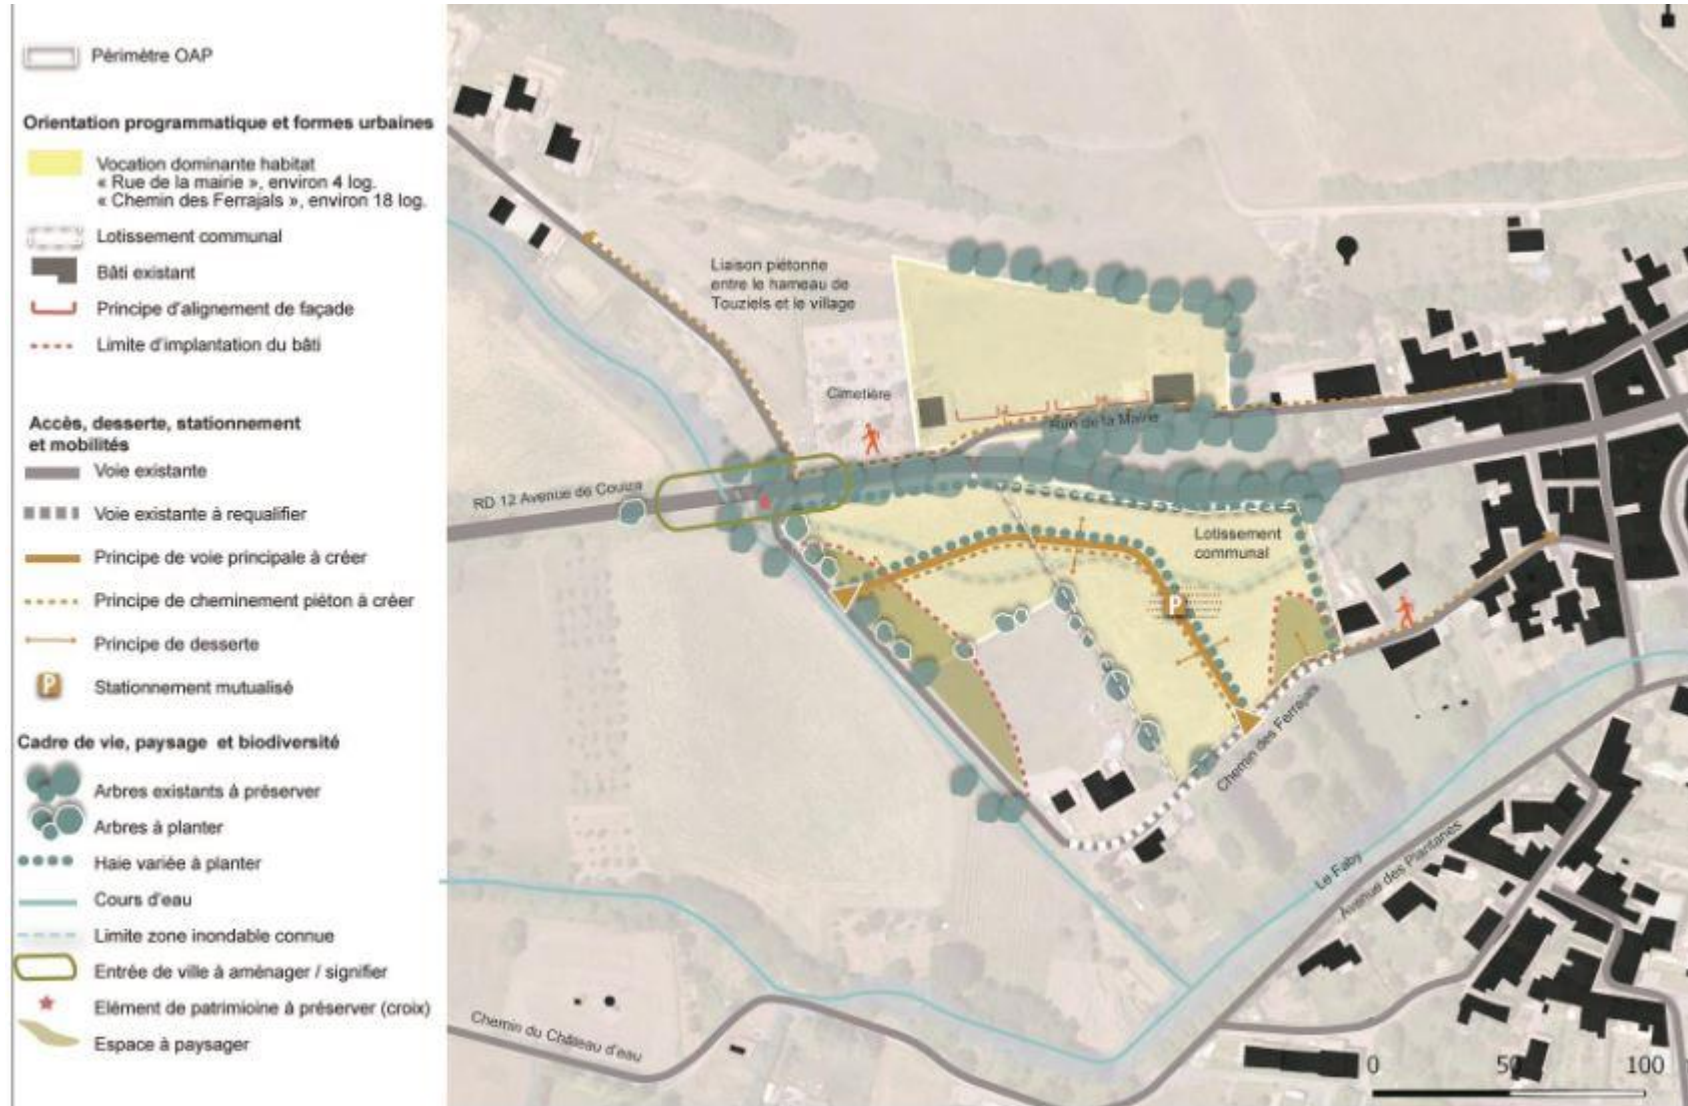 Périmètre OAP
Orientation programmatique et formes urbaines
Vocation dominante habitat
« Rue de la mairie », environ 4 log.
« Chemin des Ferrajals », environ 18 log.
Lotissement communal
Bâti existant
Principe d'alignement de façade
Limite d'implantation du bâti
Accès, desserte, stationnement
et mobilités
Voie existante
Voie existante à requalifier
Principe de voie principale à créer
Principe de cheminement piéton à créer
Principe de desserte
P
Stationnement mutualisé
Cadre de vie, paysage et biodiversité
Arbres existants à préserver
Arbres à planter
Haie variée à planter
Cours d'eau
Limite zone inondable connue
Entrée de ville à aménager / signifier
Elément de patrimioine à préserver (croix)
Espace à paysager
Liaison piétonne
entre le hameau de
Touziels et le village
Cimetière
Rue de la Mairie
RD 12 Avenue de Couiza
Lotissement
communal
P
Chemin des Ferrajals
Le Faby
Avenue des Plantanes
Chemin du Château d'eau
0 50 100